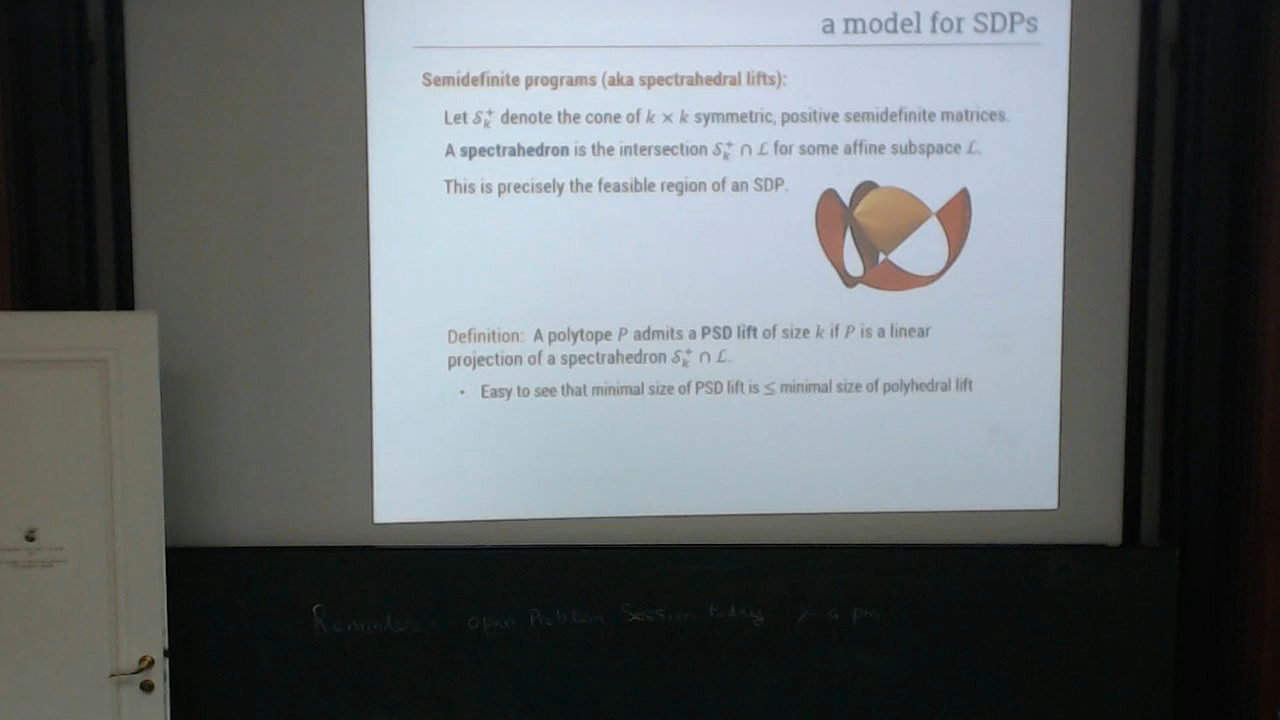 a model for SDPs
Semidefinite programs (aka spectrahedral lifts):
Let 𝒮ₖ⁺ denote the cone of k × k symmetric, positive semidefinite matrices.
A spectrahedron is the intersection 𝒮ₖ⁺ ∩ ℒ for some affine subspace ℒ.
This is precisely the feasible region of an SDP.
Definition: A polytope P admits a PSD lift of size k if P is a linear
projection of a spectrahedron 𝒮ₖ⁺ ∩ ℒ.
• Easy to see that minimal size of PSD lift is ≤ minimal size of polyhedral lift
Reminder: Open Problem Session today 4 pm